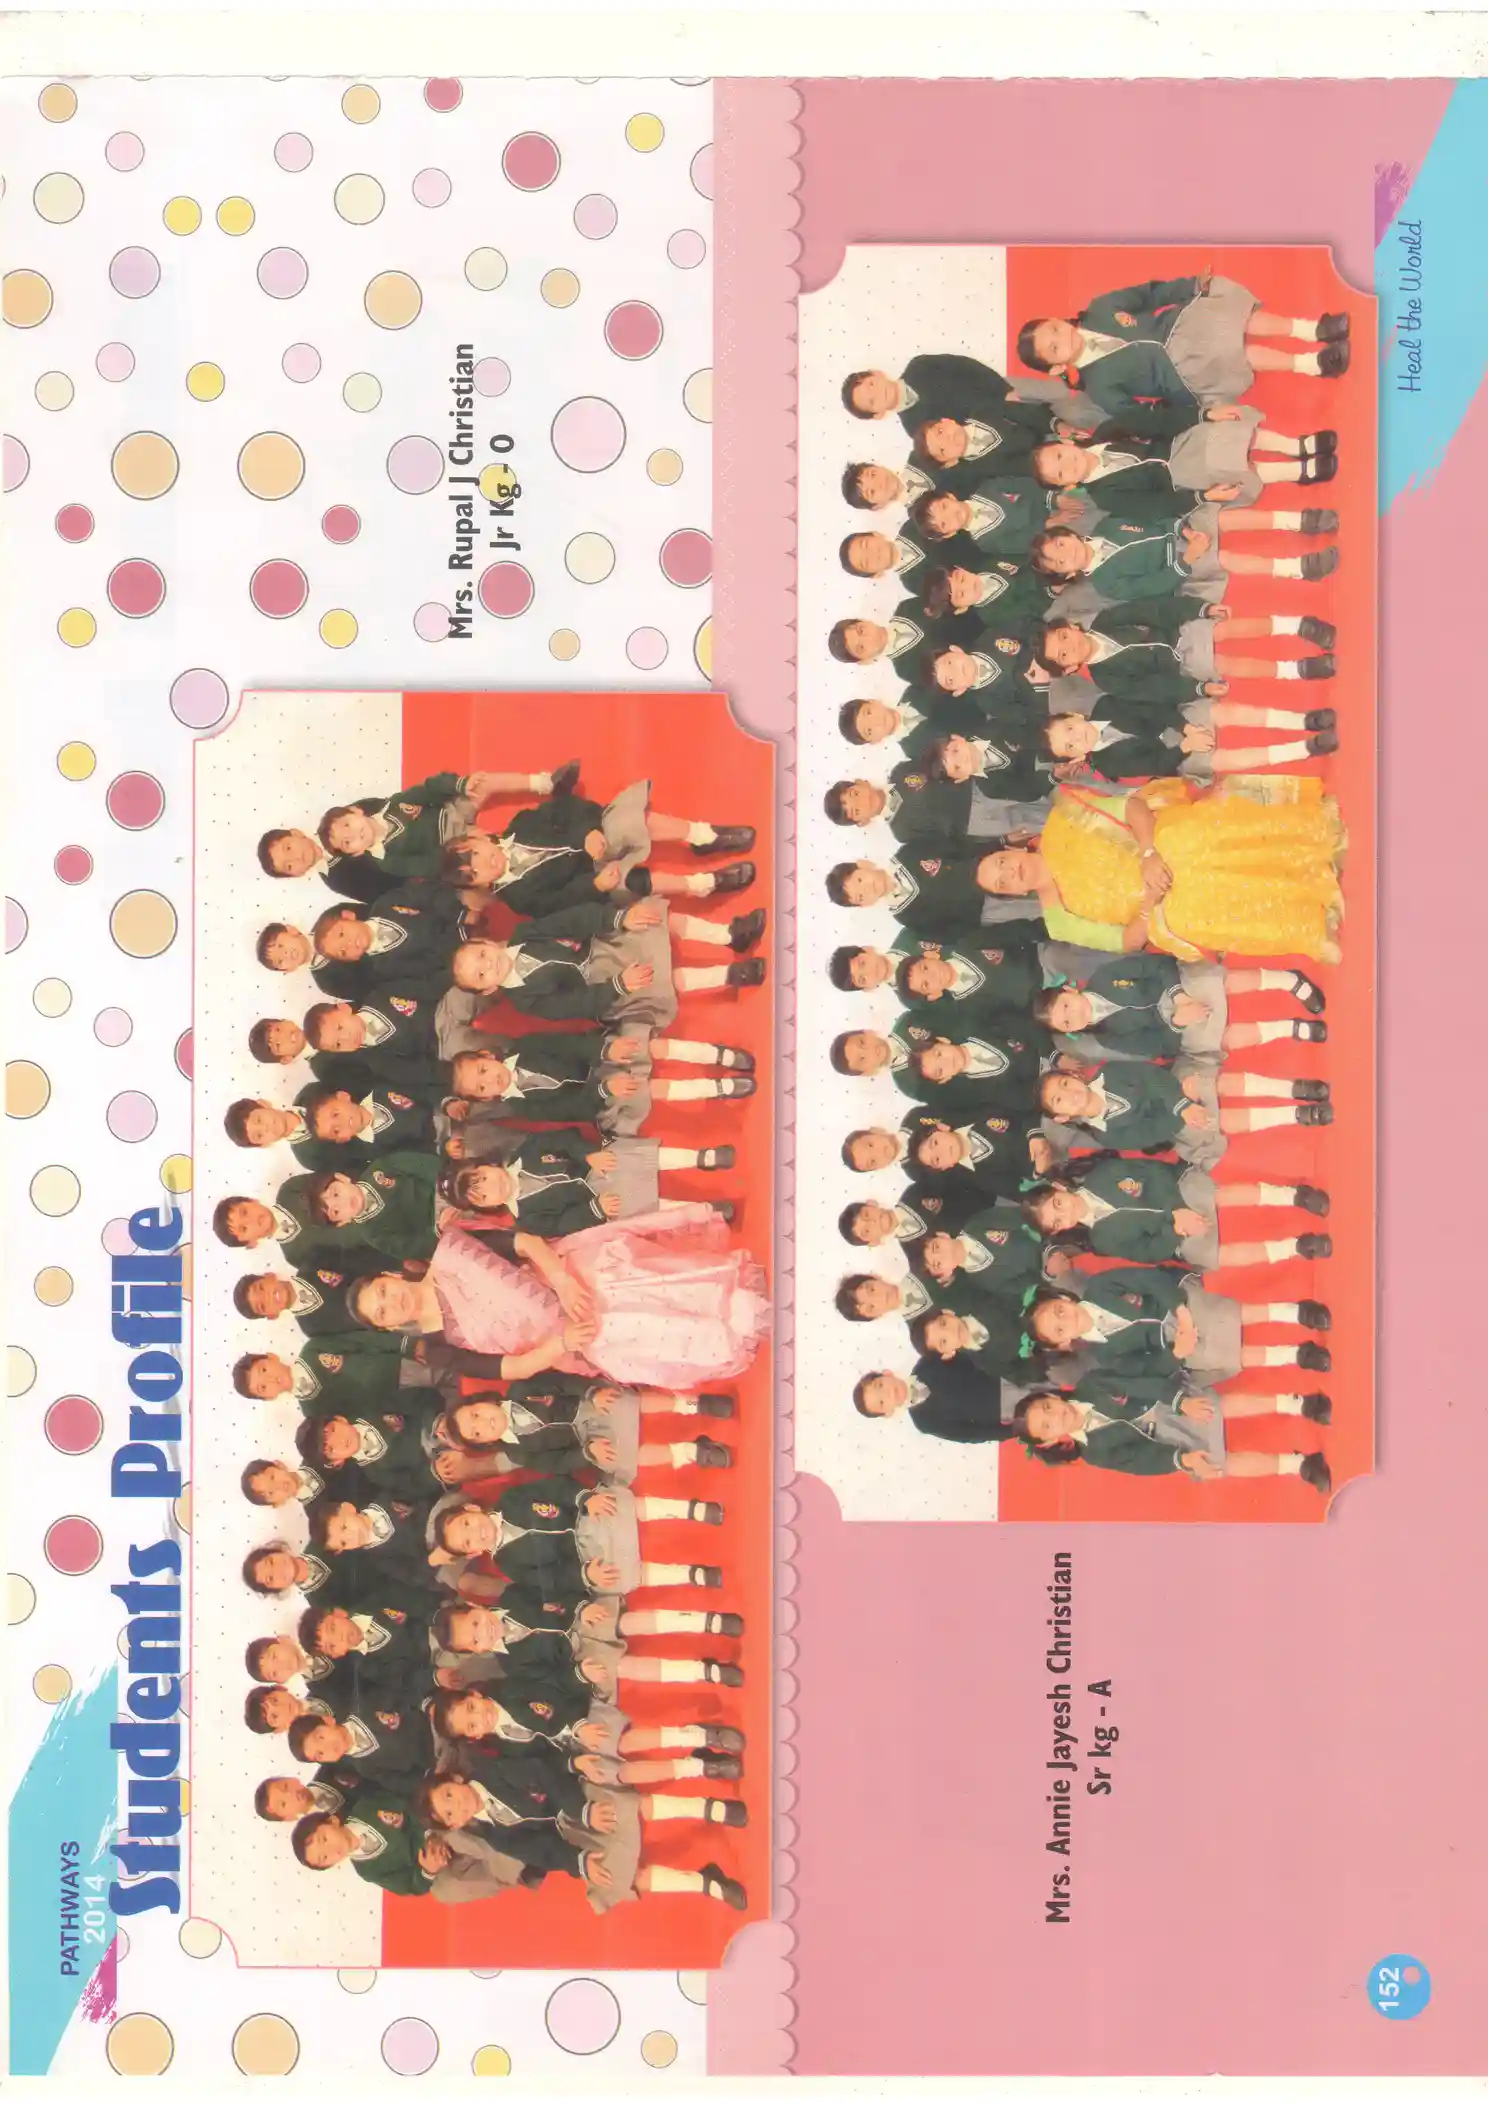 PATHWAYS
2014
Students Profile
Mrs. Rupal J Christian
Jr Kg - O
Mrs. Annie Jayesh Christian
Sr kg - A
152
Heal the World